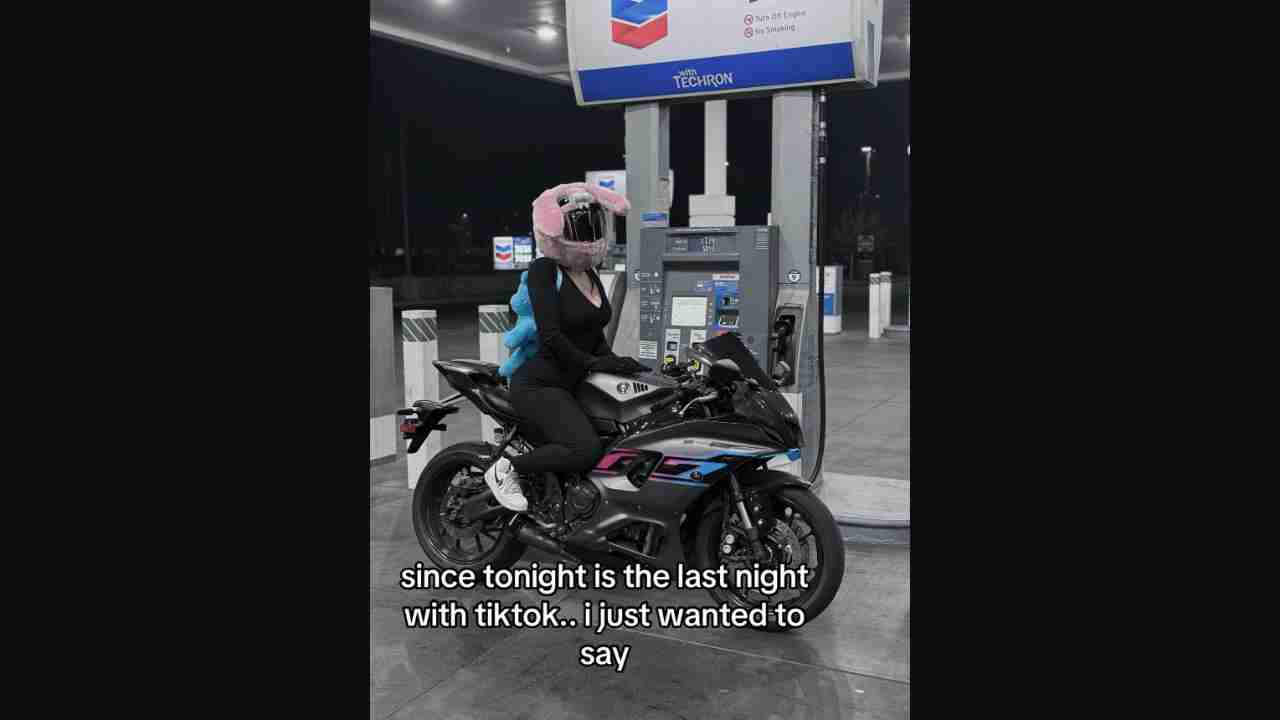 Turn Off Engine
No Smoking
with
TECHRON
since tonight is the last night
with tiktok.. i just wanted to
say